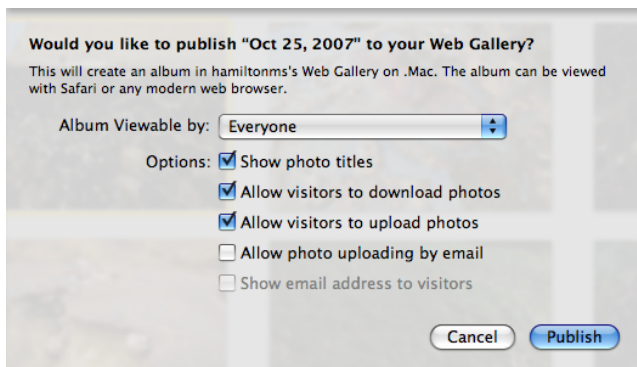 Would you like to publish “Oct 25, 2007” to your Web Gallery?
This will create an album in hamiltonms's Web Gallery on .Mac. The album can be viewed
with Safari or any modern web browser.
Album Viewable by: Everyone
Options: Show photo titles
Allow visitors to download photos
Allow visitors to upload photos
Allow photo uploading by email
Show email address to visitors
Cancel Publish